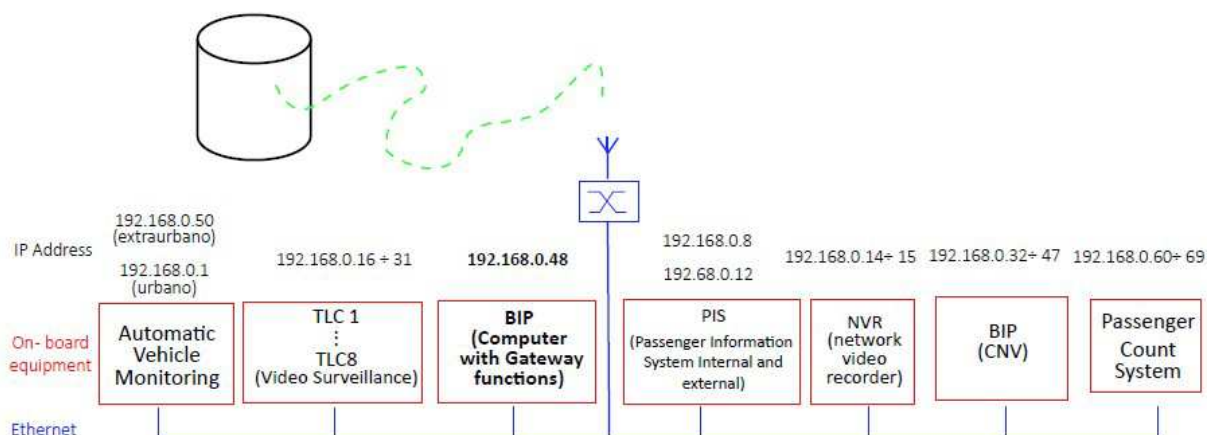 IP Address
192.168.0.50
(extraurbano)
192.168.0.1
(urbano)
192.168.0.16 ÷ 31
192.168.0.48
192.168.0.8
192.68.0.12
192.168.0.14÷ 15
192.168.0.32÷ 47
192.168.0.60÷ 69
On- board
equipment
Automatic
Vehicle
Monitoring
TLC 1
⋮
TLC8
(Video Surveillance)
BIP
(Computer
with Gateway
functions)
PIS
(Passenger Information
System Internal and
external)
NVR
(network
video
recorder)
BIP
(CNV)
Passenger
Count
System
Ethernet